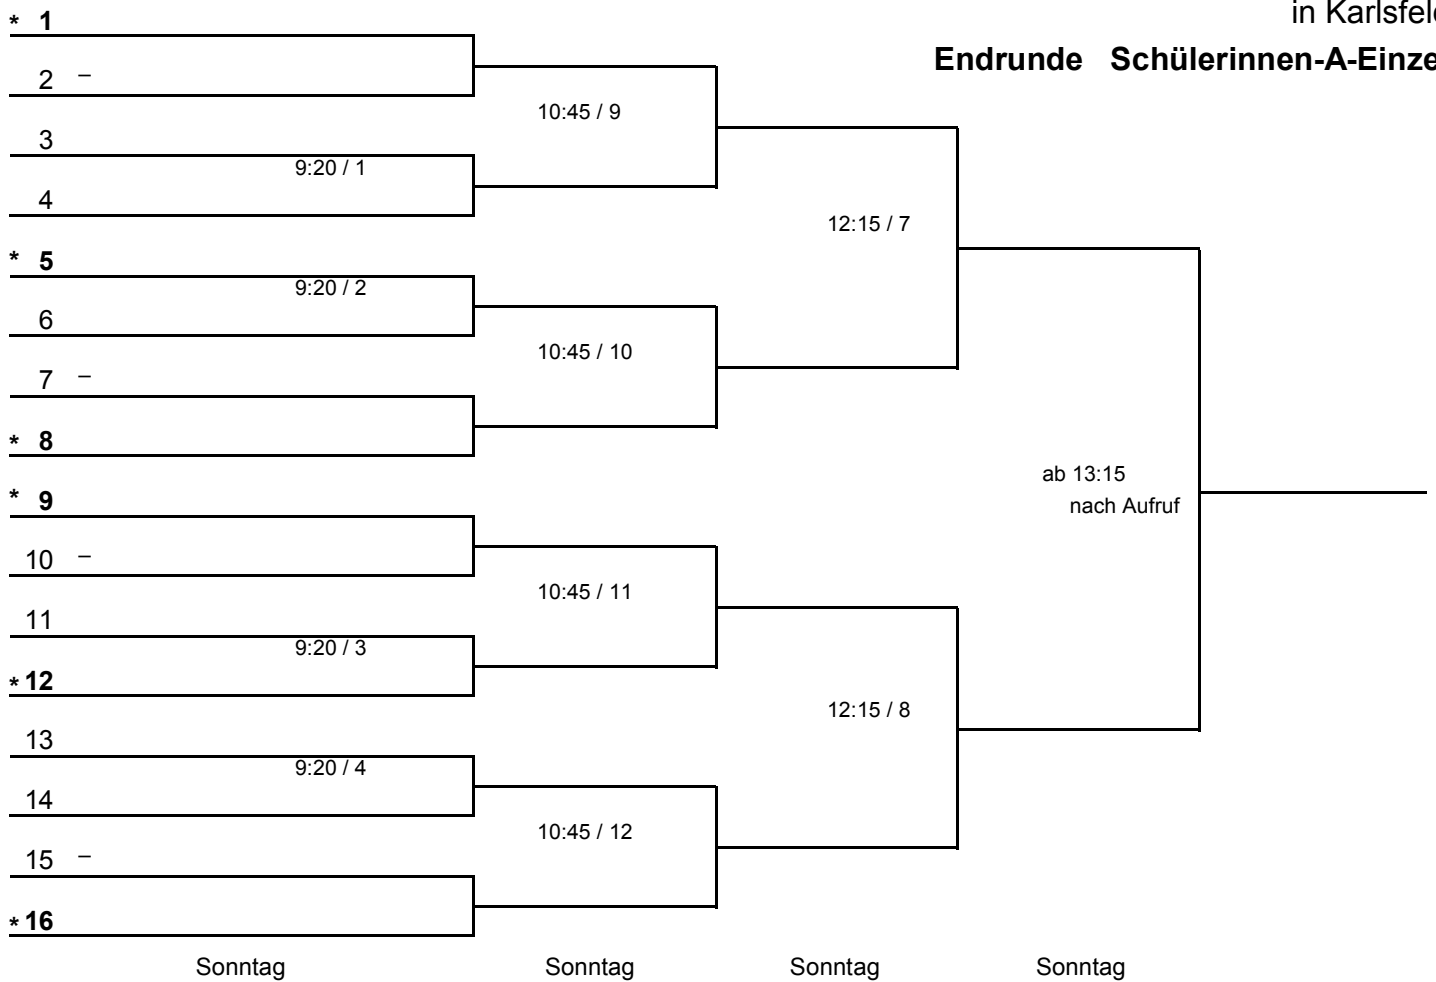 in Karlsfeld
Endrunde Schülerinnen-A-Einze
* 1
2 –
10:45 / 9
3
9:20 / 1
4
12:15 / 7
* 5
9:20 / 2
6
10:45 / 10
7 –
* 8
ab 13:15
nach Aufruf
* 9
10 –
10:45 / 11
11
9:20 / 3
* 12
12:15 / 8
13
9:20 / 4
14
10:45 / 12
15 –
* 16
Sonntag Sonntag Sonntag Sonntag